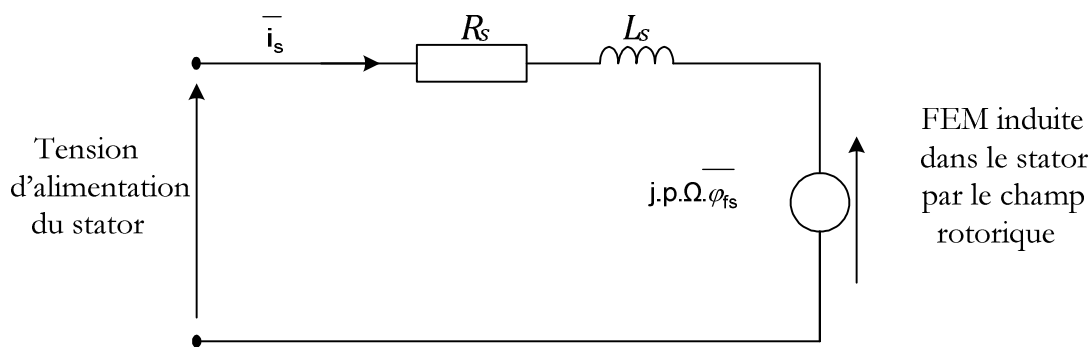 i̅s
Rs
Ls
Tension
d'alimentation
du stator
j.p.Ω.φ̅fs
FEM induite
dans le stator
par le champ
rotorique